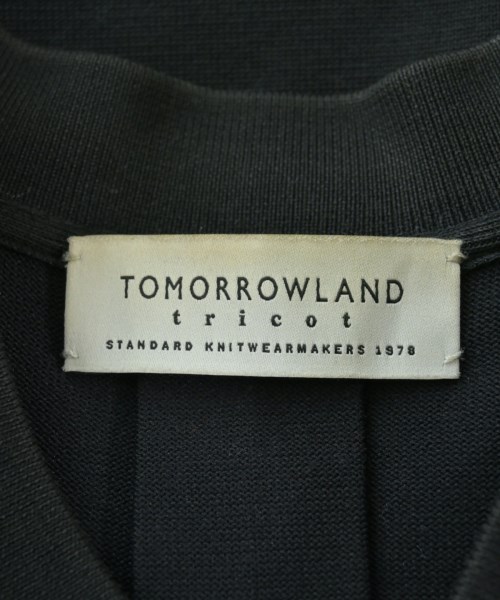 TOMORROWLAND
tricot
STANDARD KNITWEARMAKERS 1978